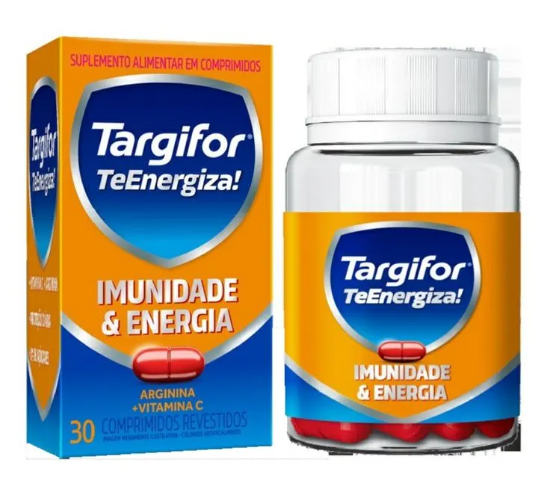 SUPLEMENTO ALIMENTAR EM COMPRIMIDOS
Targifor®
TeEnergiza!
IMUNIDADE
& ENERGIA
ARGININA
+VITAMINA C
30 COMPRIMIDOS REVESTIDOS
Targifor®
TeEnergiza!
IMUNIDADE
& ENERGIA